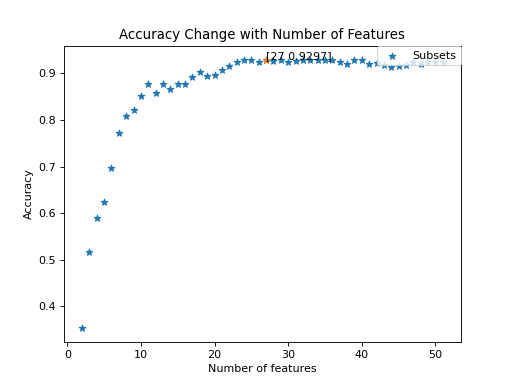 Accuracy Change with Number of Features
[27 0.9297]
Subsets
0.9
0.8
0.7
0.6
0.5
0.4
Accuracy
0 10 20 30 40 50
Number of features